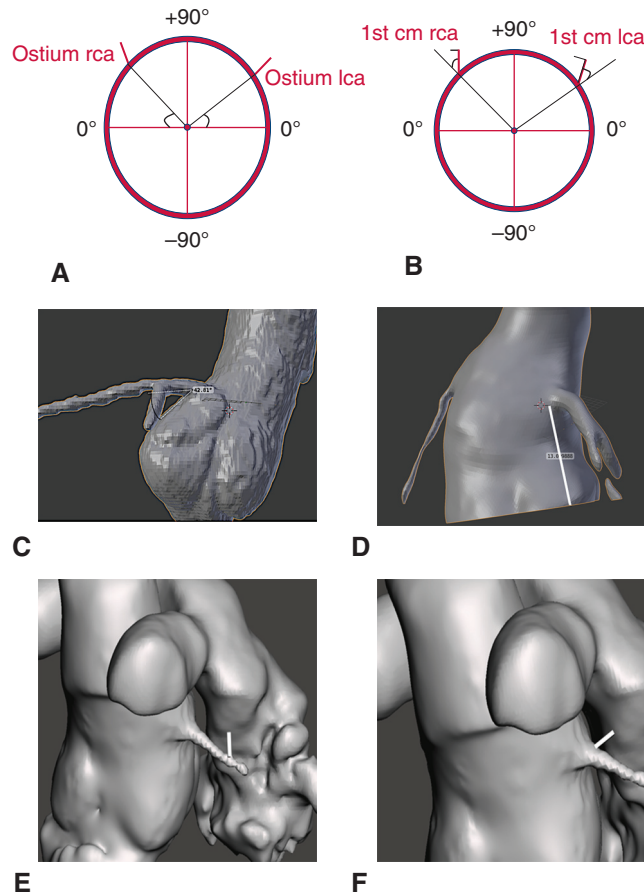 +90°
Ostium rca
Ostium lca
0°
0°
–90°
A
+90°
1st cm rca
1st cm lca
0°
0°
–90°
B
C
D
E
F